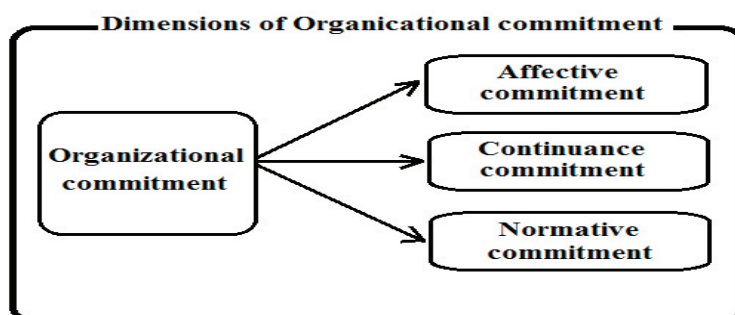 Dimensions of Organicational commitment
Affective
commitment
Organizational
commitment
Continuance
commitment
Normative
commitment